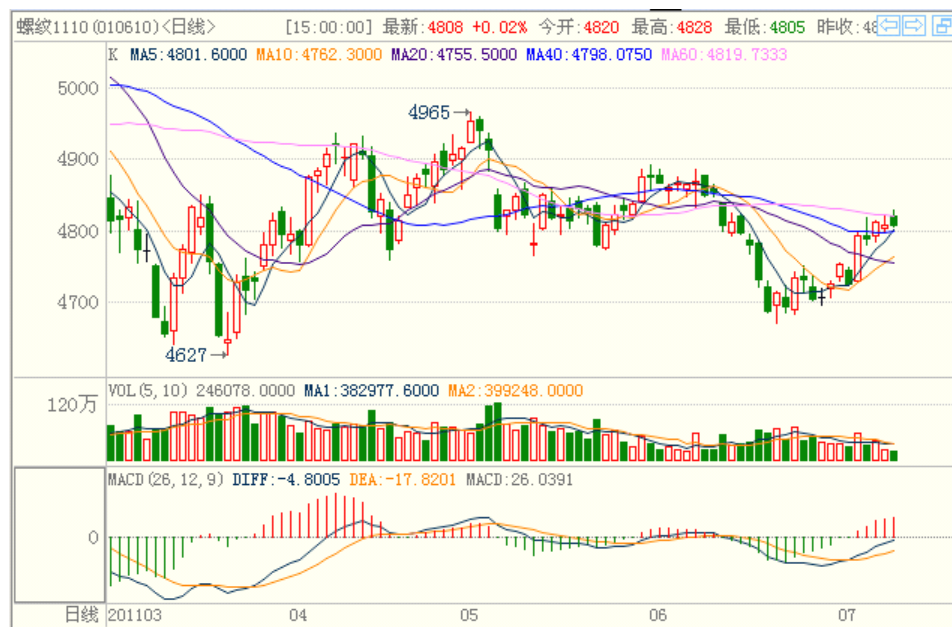 螺纹1110(010610)<日线> [15:00:00] 最新:4808 +0.02% 今开:4820 最高:4828 最低:4805 昨收:48
K MA5:4801.6000 MA10:4762.3000 MA20:4755.5000 MA40:4798.0750 MA60:4819.7333
5000
4965
4900
4800
4700
4627
VOL(5,10) 246078.0000 MA1:382977.6000 MA2:399248.0000
120万
MACD(26,12,9) DIFF:-4.8005 DEA:-17.8201 MACD:26.0391
0
日线 201103 04 05 06 07